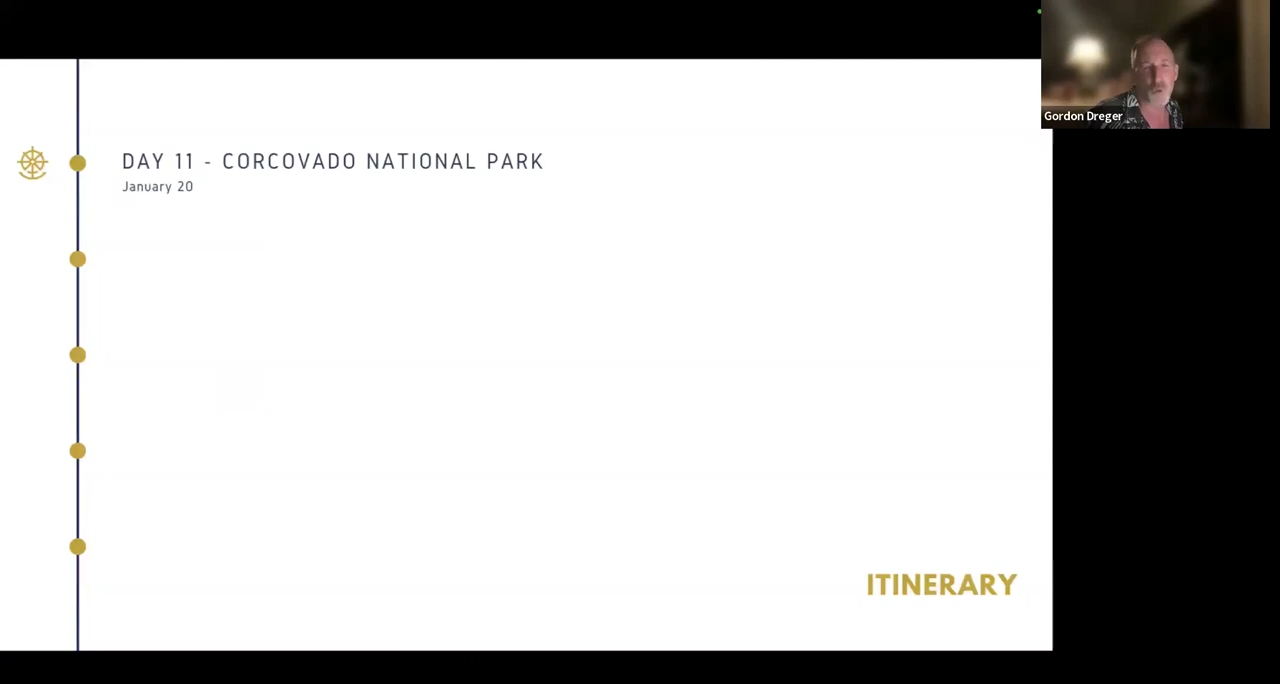 Gordon Dreger
DAY 11 - CORCOVADO NATIONAL PARK
January 20
ITINERARY